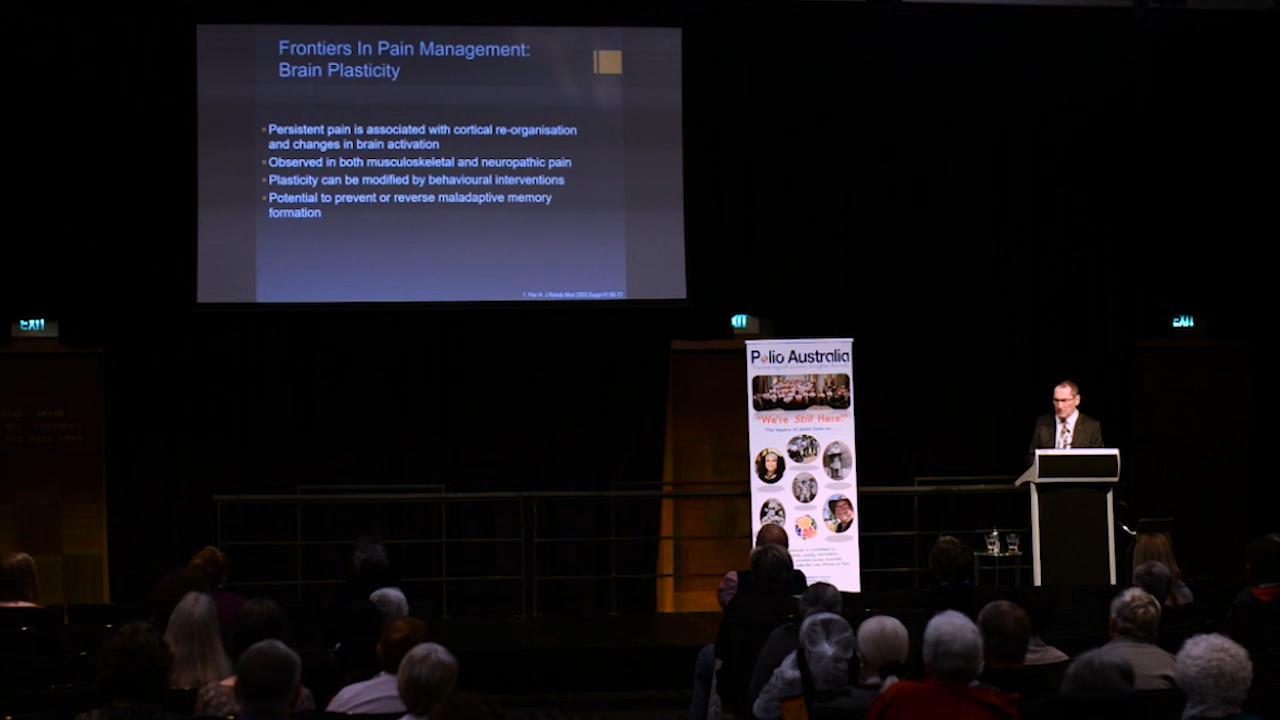 Frontiers In Pain Management:
Brain Plasticity
Persistent pain is associated with cortical re-organisation
and changes in brain activation
Observed in both musculoskeletal and neuropathic pain
Plasticity can be modified by behavioural interventions
Potential to prevent or reverse maladaptive memory
formation
EXIT
EXIT
EXIT
Polio Australia
"We're Still Here!"